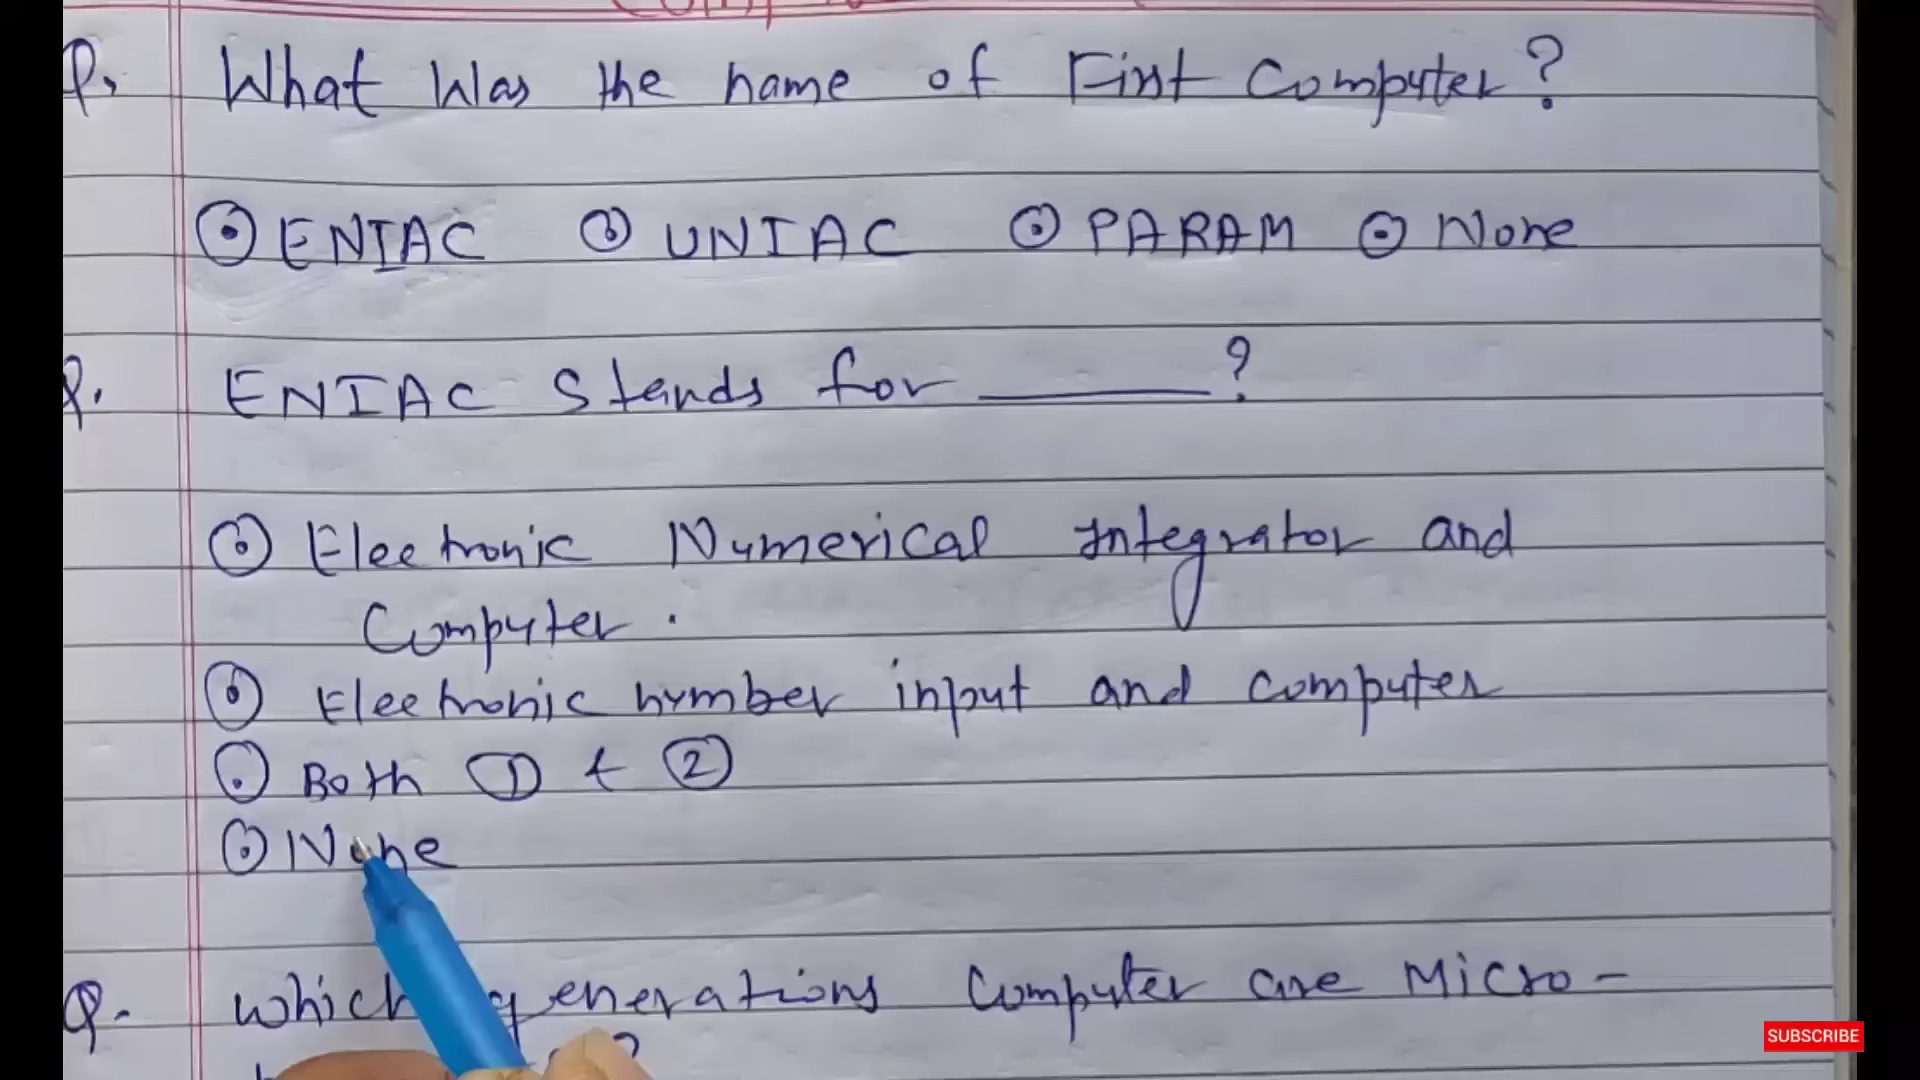 Q. What was the name of First Computer?
ENIAC UNIAC PARAM None
Q. ENIAC Stands for ______?
Electronic Numerical Integrator and
Computer.
Electronic number input and computer
Both ① & ②
None
Q. which generations Computer are Micro-
SUBSCRIBE